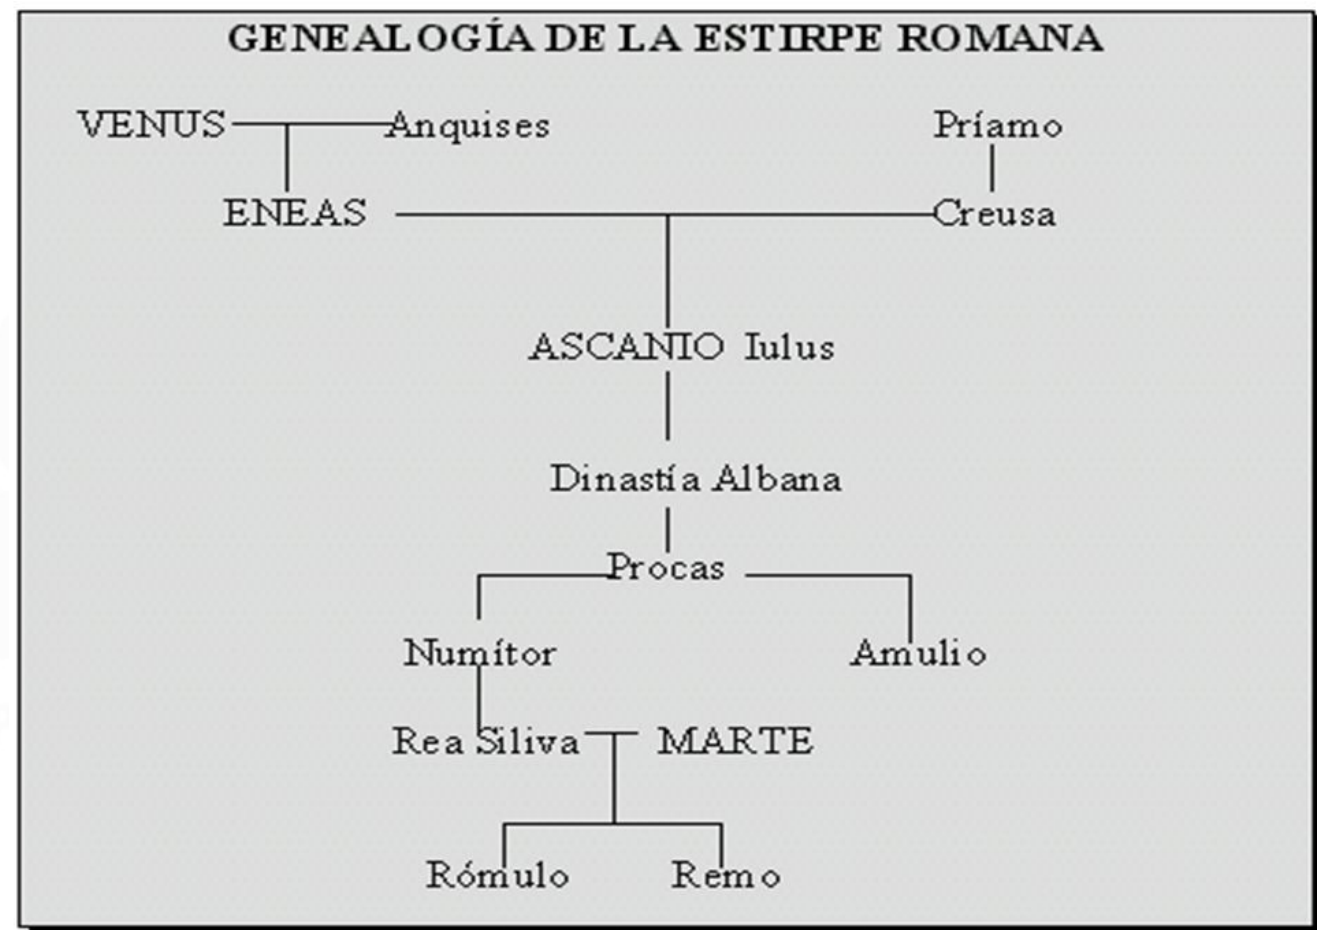 GENEALOGÍA DE LA ESTIRPE ROMANA
VENUS Anquises Príamo
ENEAS Creusa
ASCANIO Iulus
Dinastía Albana
Procas
Numítor Amulio
Rea Siliva MARTE
Rómulo Remo